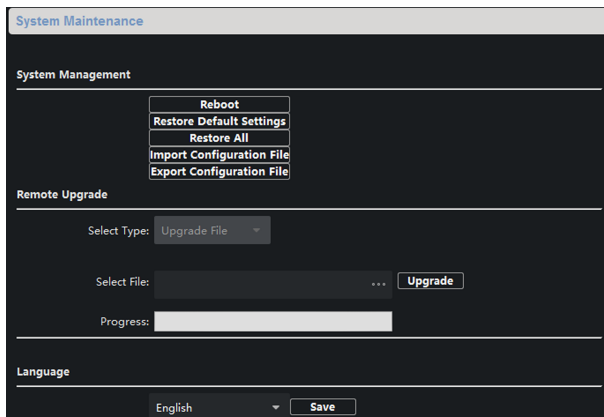 System Maintenance
System Management
Reboot
Restore Default Settings
Restore All
Import Configuration File
Export Configuration File
Remote Upgrade
Select Type: Upgrade File
Select File: ... Upgrade
Progress:
Language
English Save